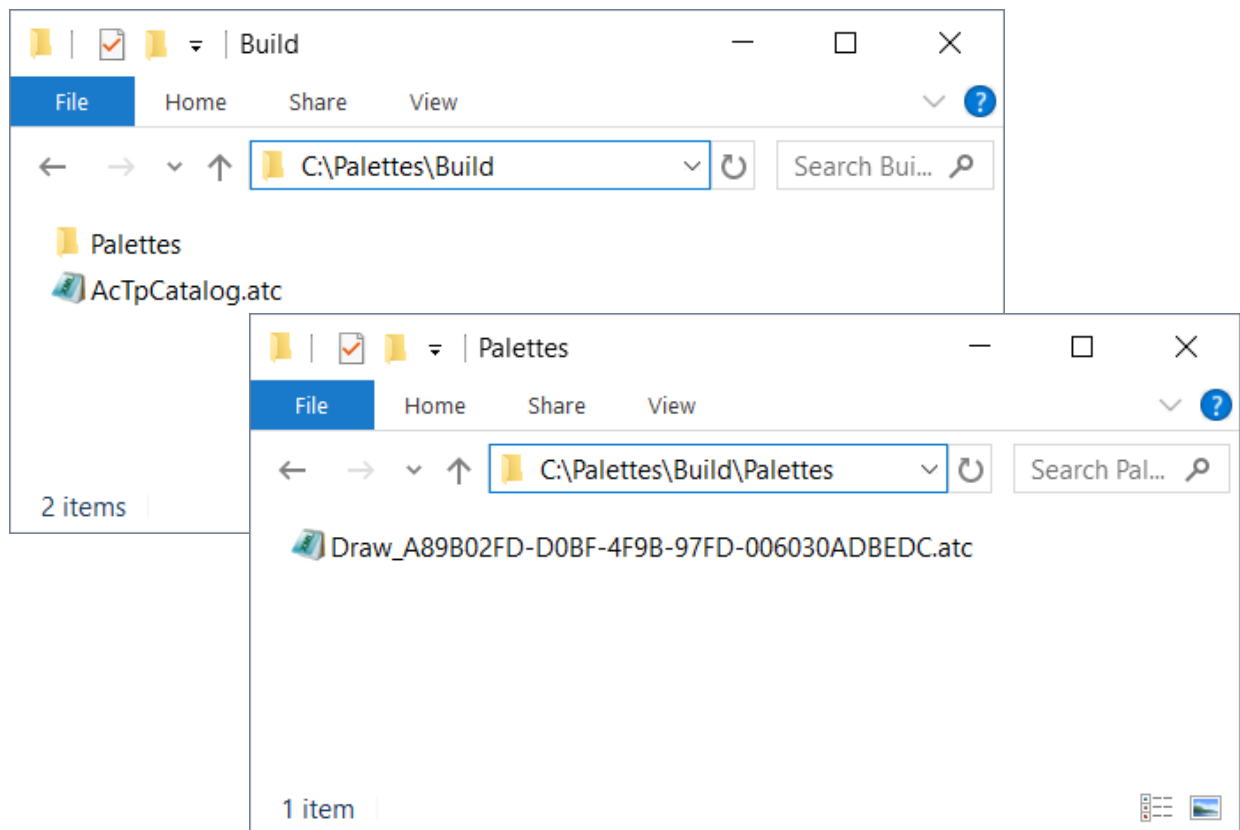 Build
File Home Share View ?
C:\Palettes\Build Search Bui...
Palettes
AcTpCatalog.atc
2 items
Palettes
File Home Share View ?
C:\Palettes\Build\Palettes Search Pal...
Draw_A89B02FD-D0BF-4F9B-97FD-006030ADBEDC.atc
1 item